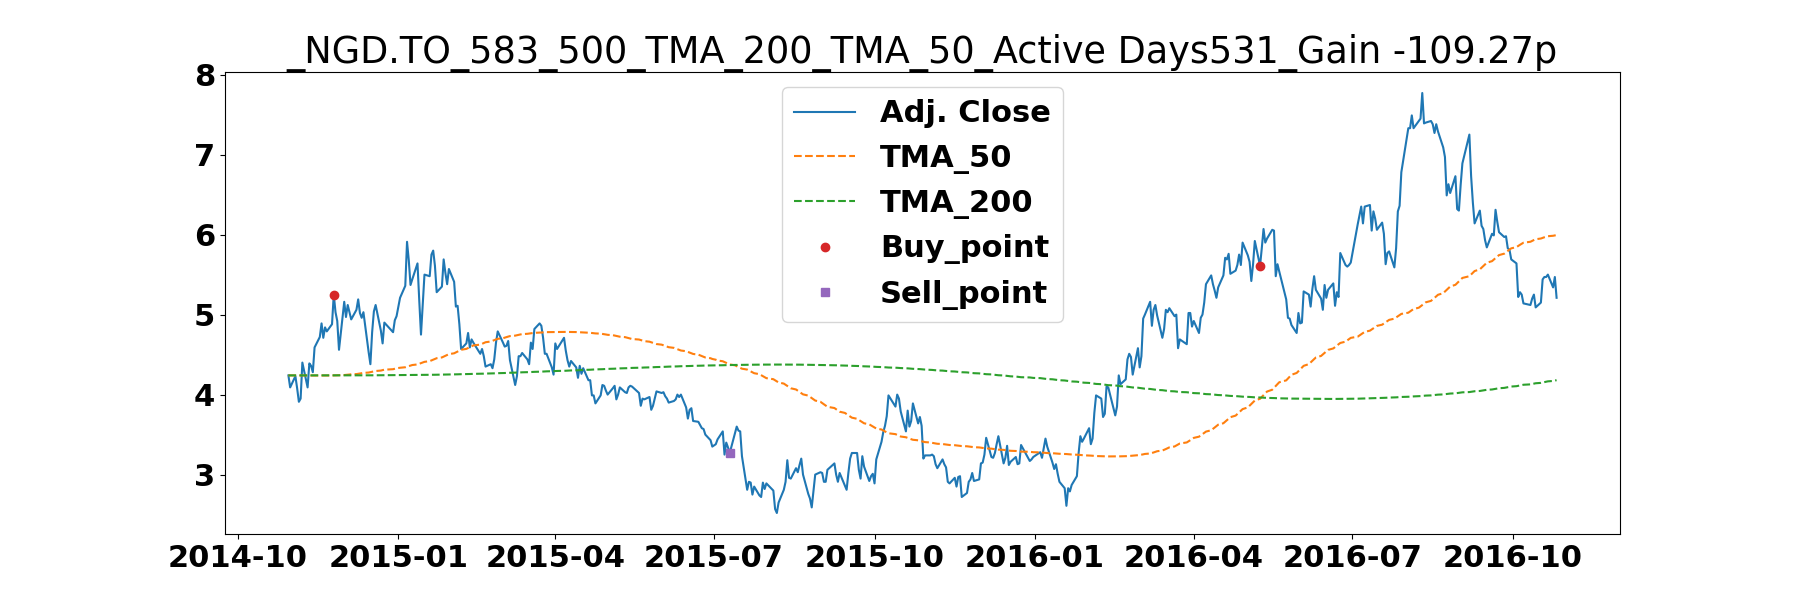 _NGD.TO_583_500_TMA_200_TMA_50_Active Days531_Gain -109.27p
8
7
6
5
4
3
Adj. Close
TMA_50
TMA_200
Buy_point
Sell_point
2014-10 2015-01 2015-04 2015-07 2015-10 2016-01 2016-04 2016-07 2016-10